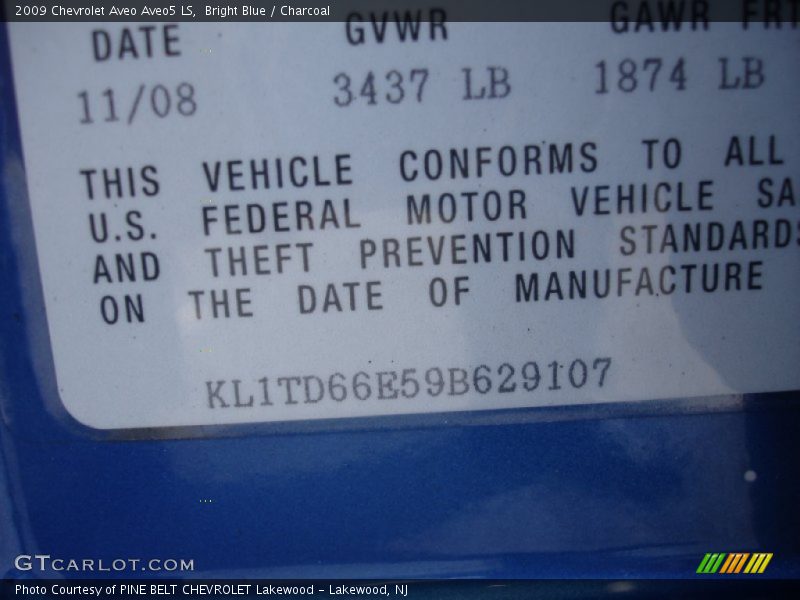 2009 Chevrolet Aveo Aveo5 LS, Bright Blue / Charcoal
DATE GVWR GAWR FRT
11/08 3437 LB 1874 LB
THIS VEHICLE CONFORMS TO ALL
U.S. FEDERAL MOTOR VEHICLE SA
AND THEFT PREVENTION STANDARDS
ON THE DATE OF MANUFACTURE
KL1TD66E59B629107
GTCARLOT.COM
Photo Courtesy of PINE BELT CHEVROLET Lakewood - Lakewood, NJ